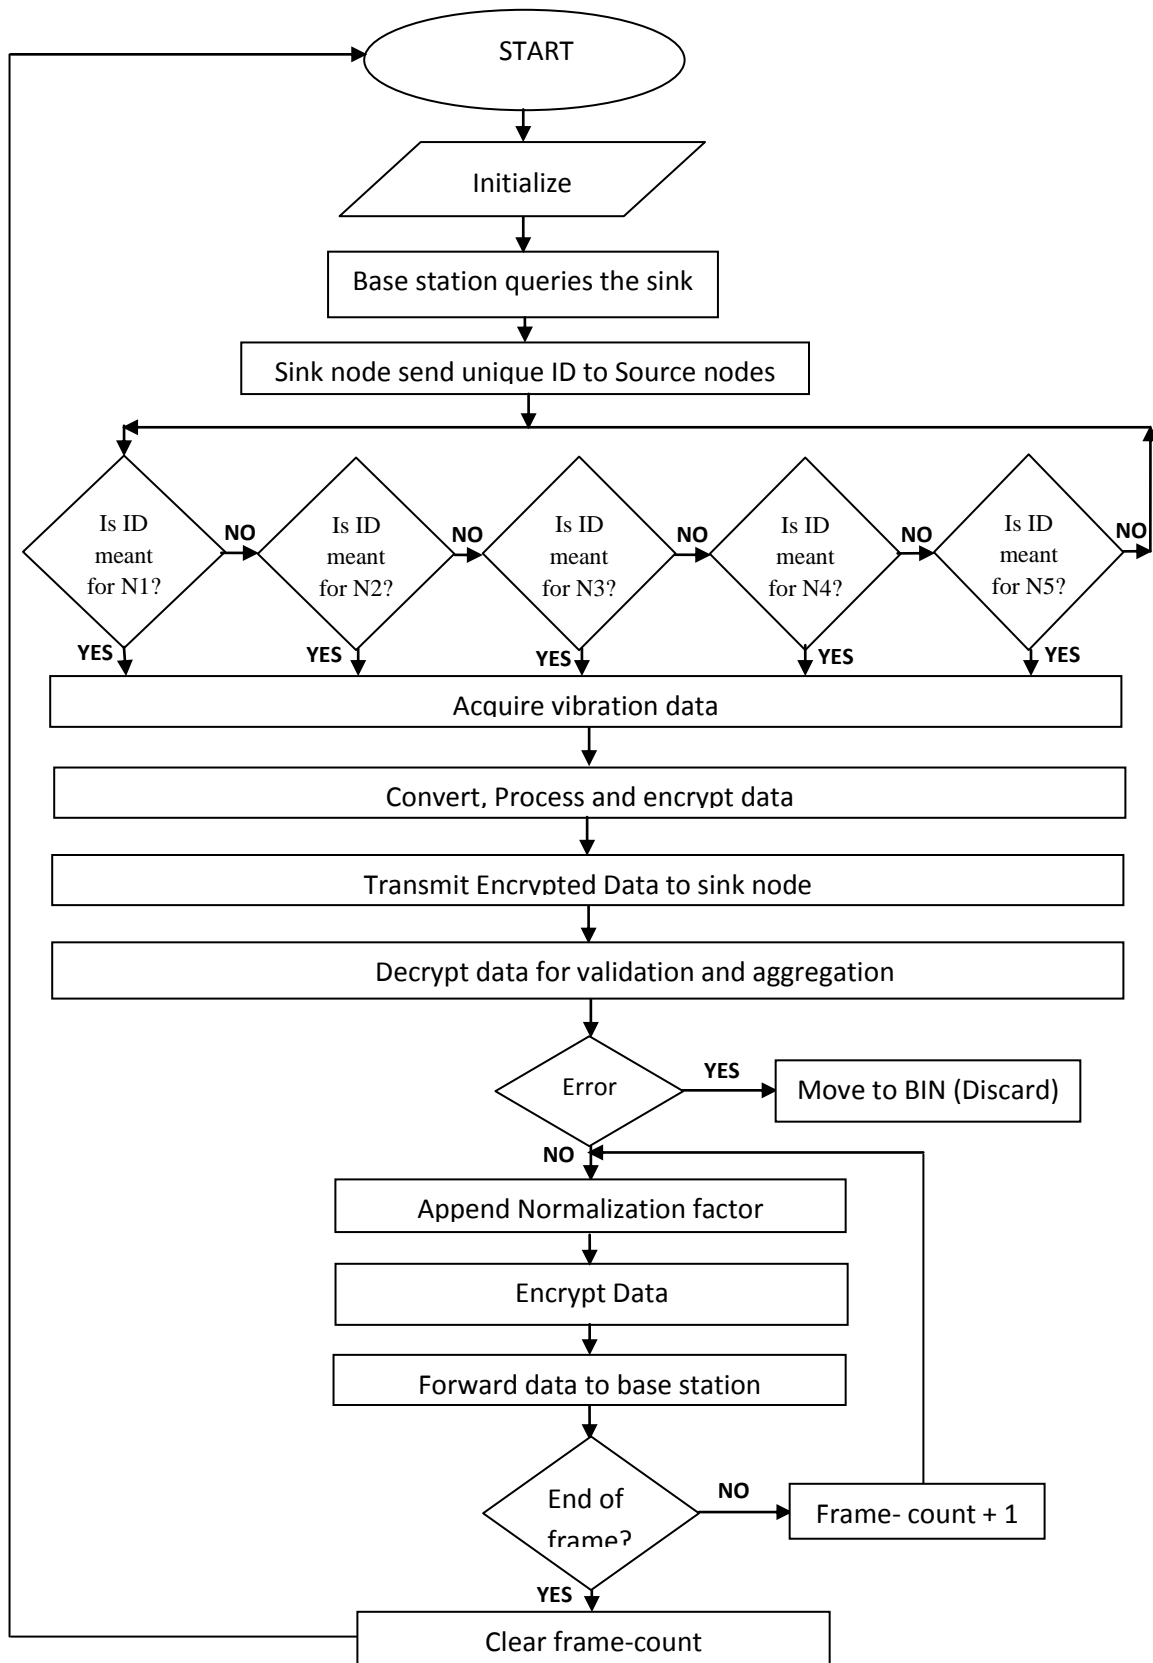 START
Initialize
Base station queries the sink
Sink node send unique ID to Source nodes
Is ID
meant
for N1?
NO
Is ID
meant
for N2?
NO
Is ID
meant
for N3?
NO
Is ID
meant
for N4?
NO
Is ID
meant
for N5?
NO
YES
YES
YES
YES
YES
Acquire vibration data
Convert, Process and encrypt data
Transmit Encrypted Data to sink node
Decrypt data for validation and aggregation
Error
YES
Move to BIN (Discard)
NO
Append Normalization factor
Encrypt Data
Forward data to base station
End of
frame?
NO
Frame- count + 1
YES
Clear frame-count